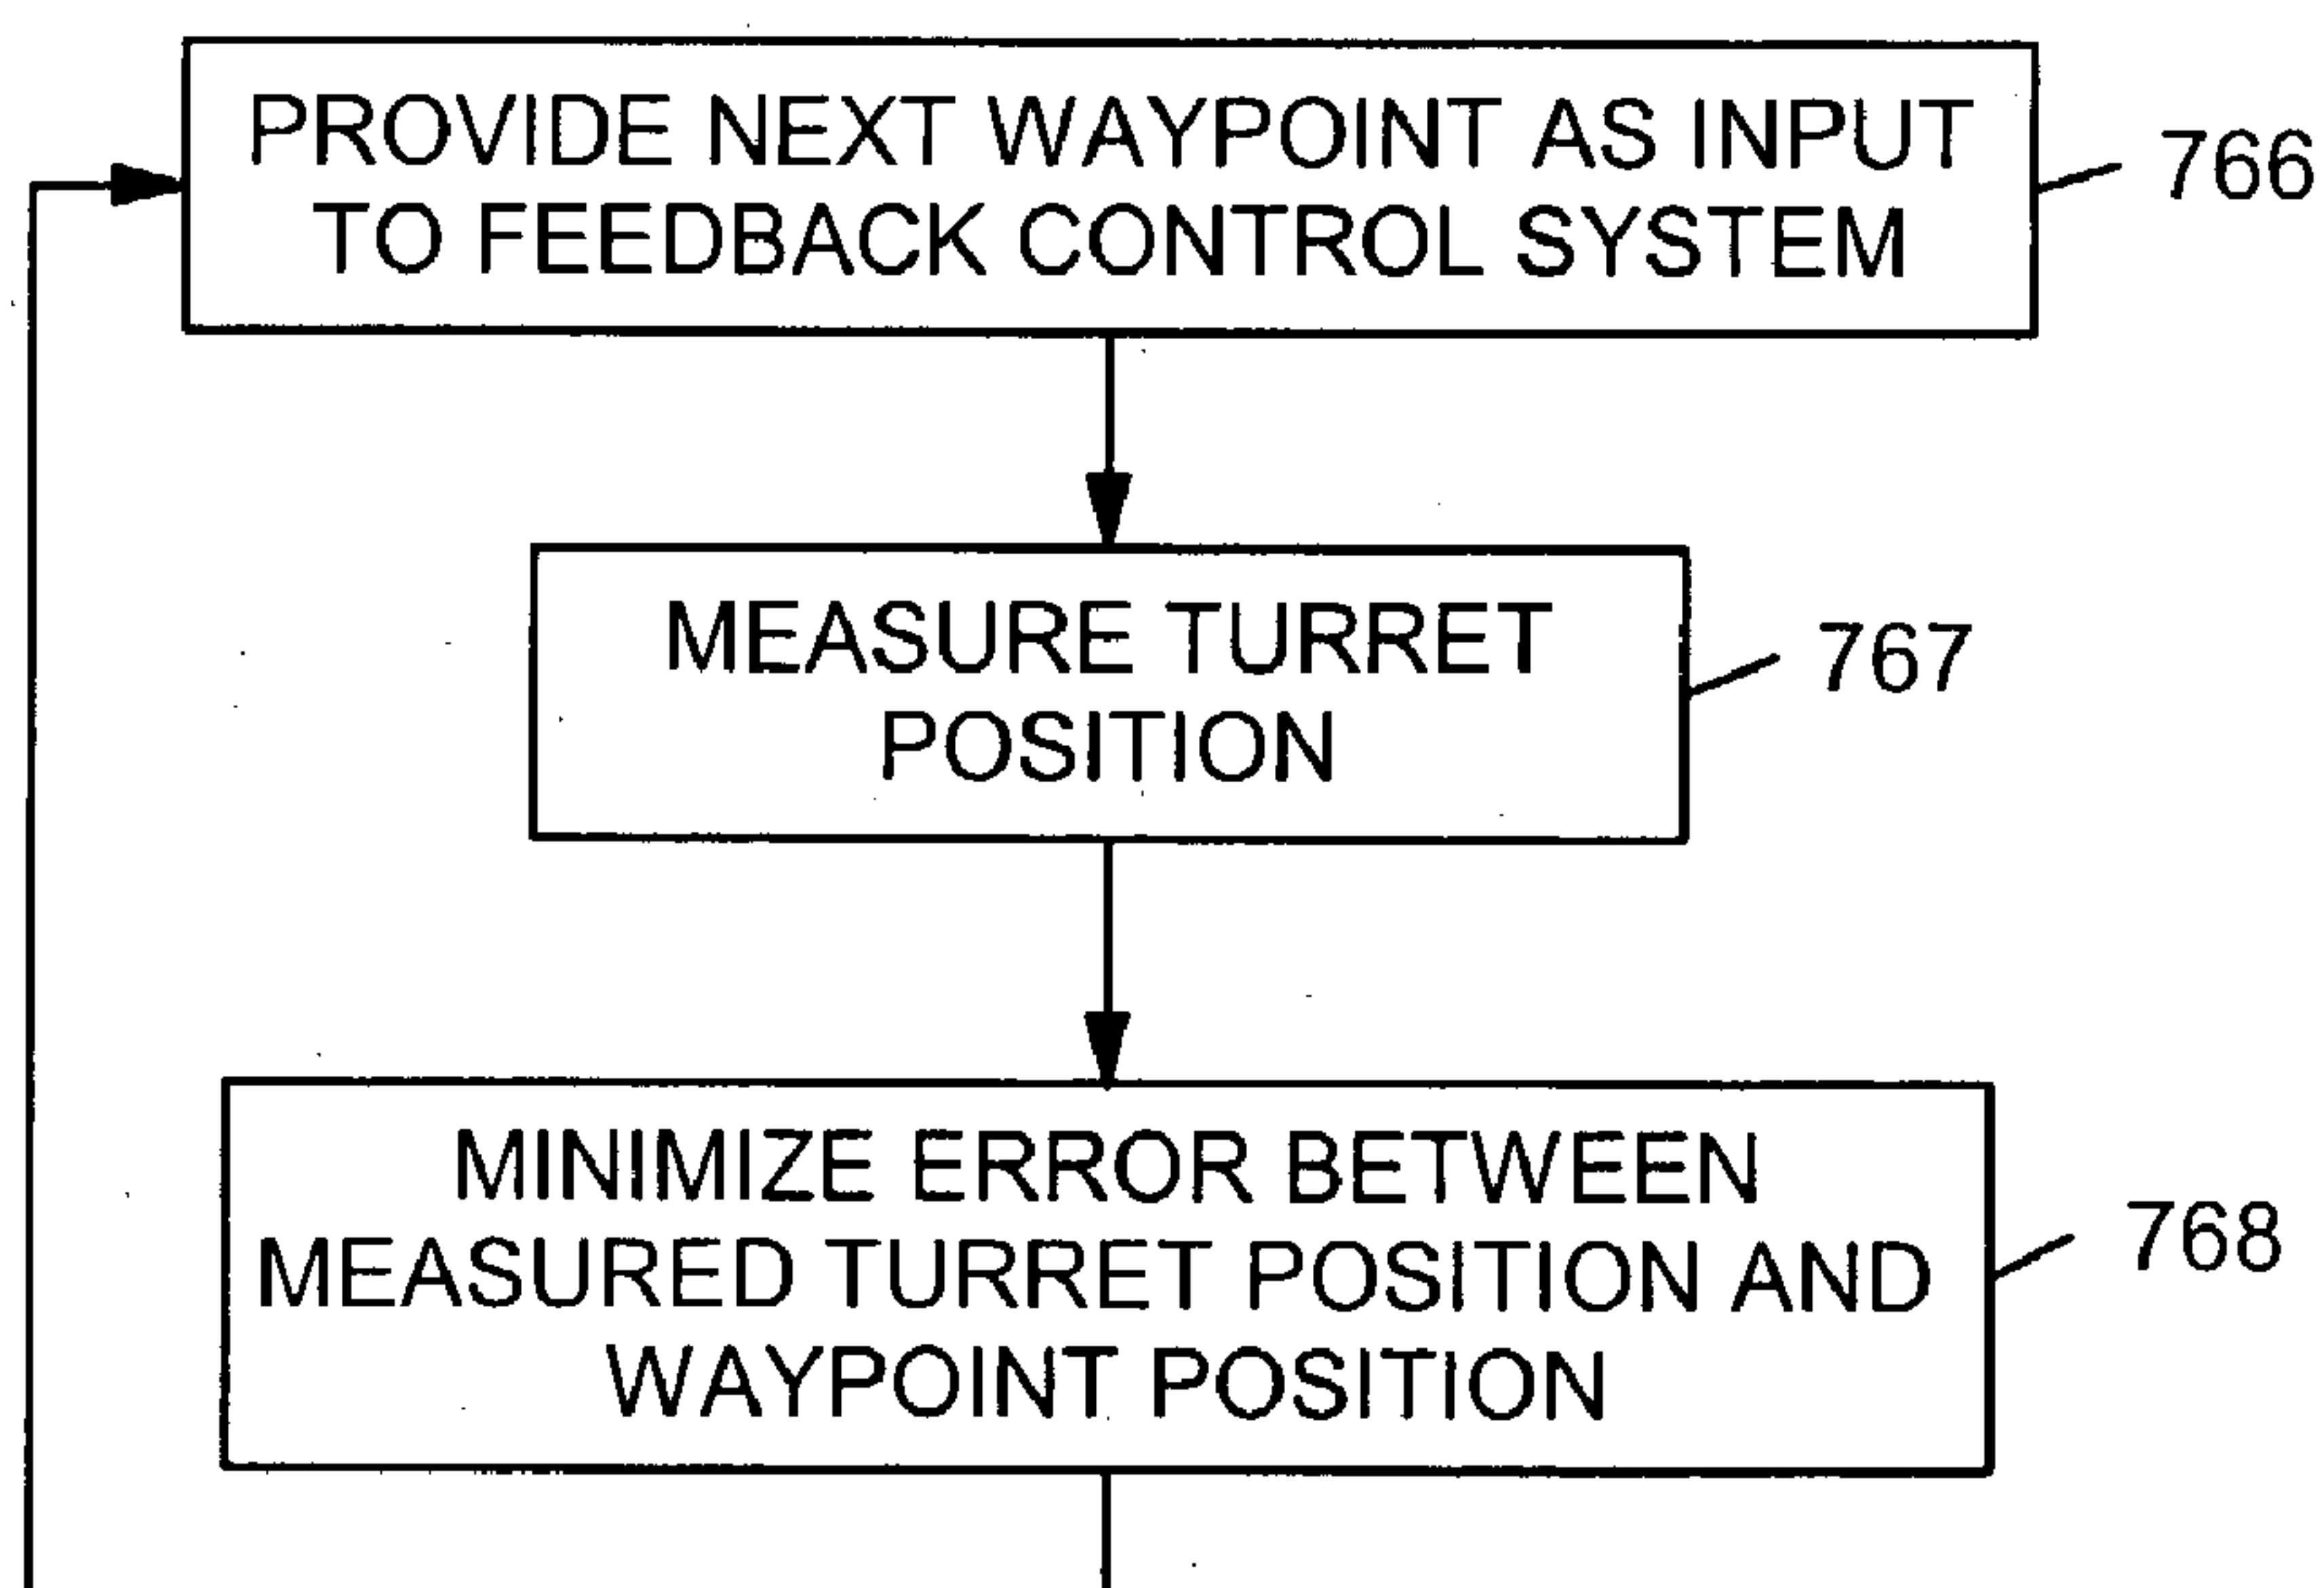 PROVIDE NEXT WAYPOINT AS INPUT
TO FEEDBACK CONTROL SYSTEM
766
MEASURE TURRET
POSITION
767
MINIMIZE ERROR BETWEEN
MEASURED TURRET POSITION AND
WAYPOINT POSITION
768